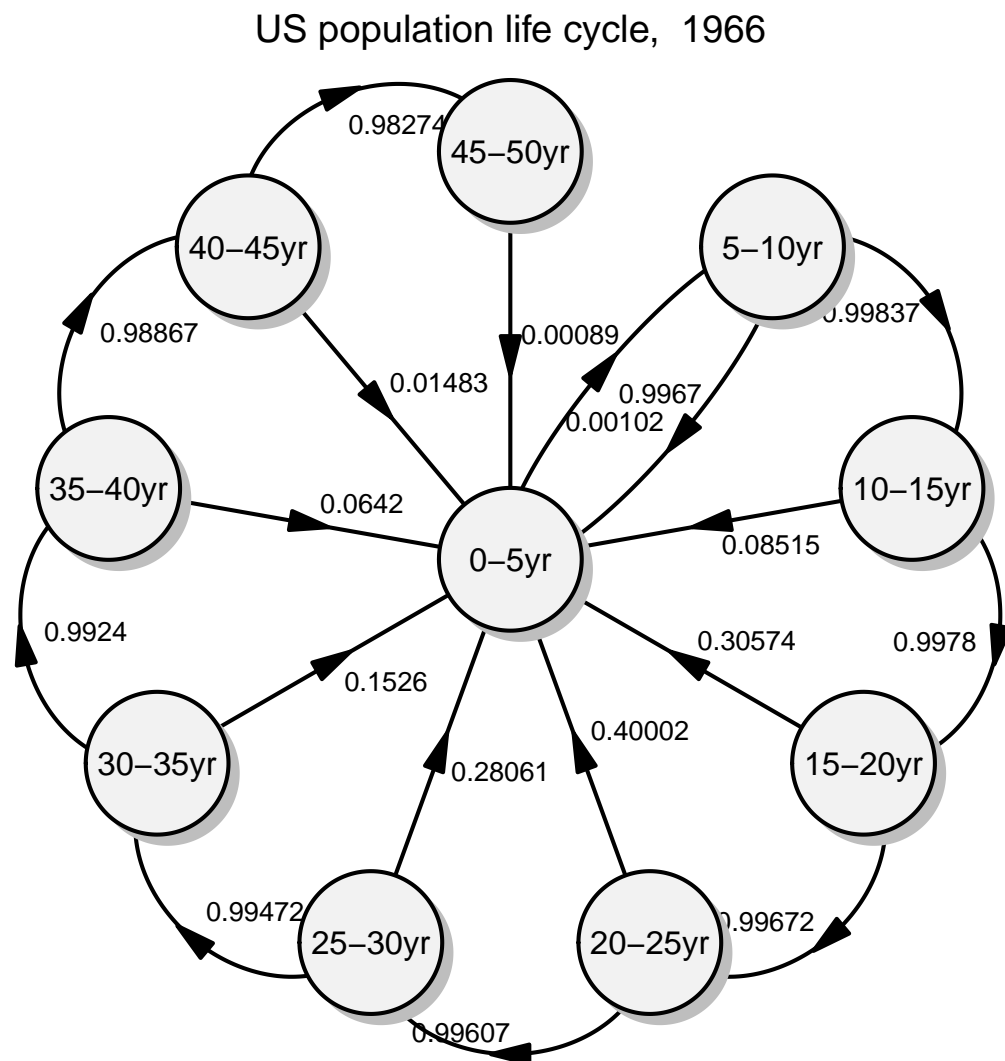 US population life cycle, 1966
45−50yr
0.98274
40−45yr
5−10yr
0.99837
0.98867
0.00089
0.01483
0.9967
0.00102
35−40yr
10−15yr
0.0642
0.08515
0−5yr
0.9924
0.9978
0.30574
0.1526
0.40002
30−35yr
15−20yr
0.28061
0.99472
0.99672
25−30yr
20−25yr
0.99607